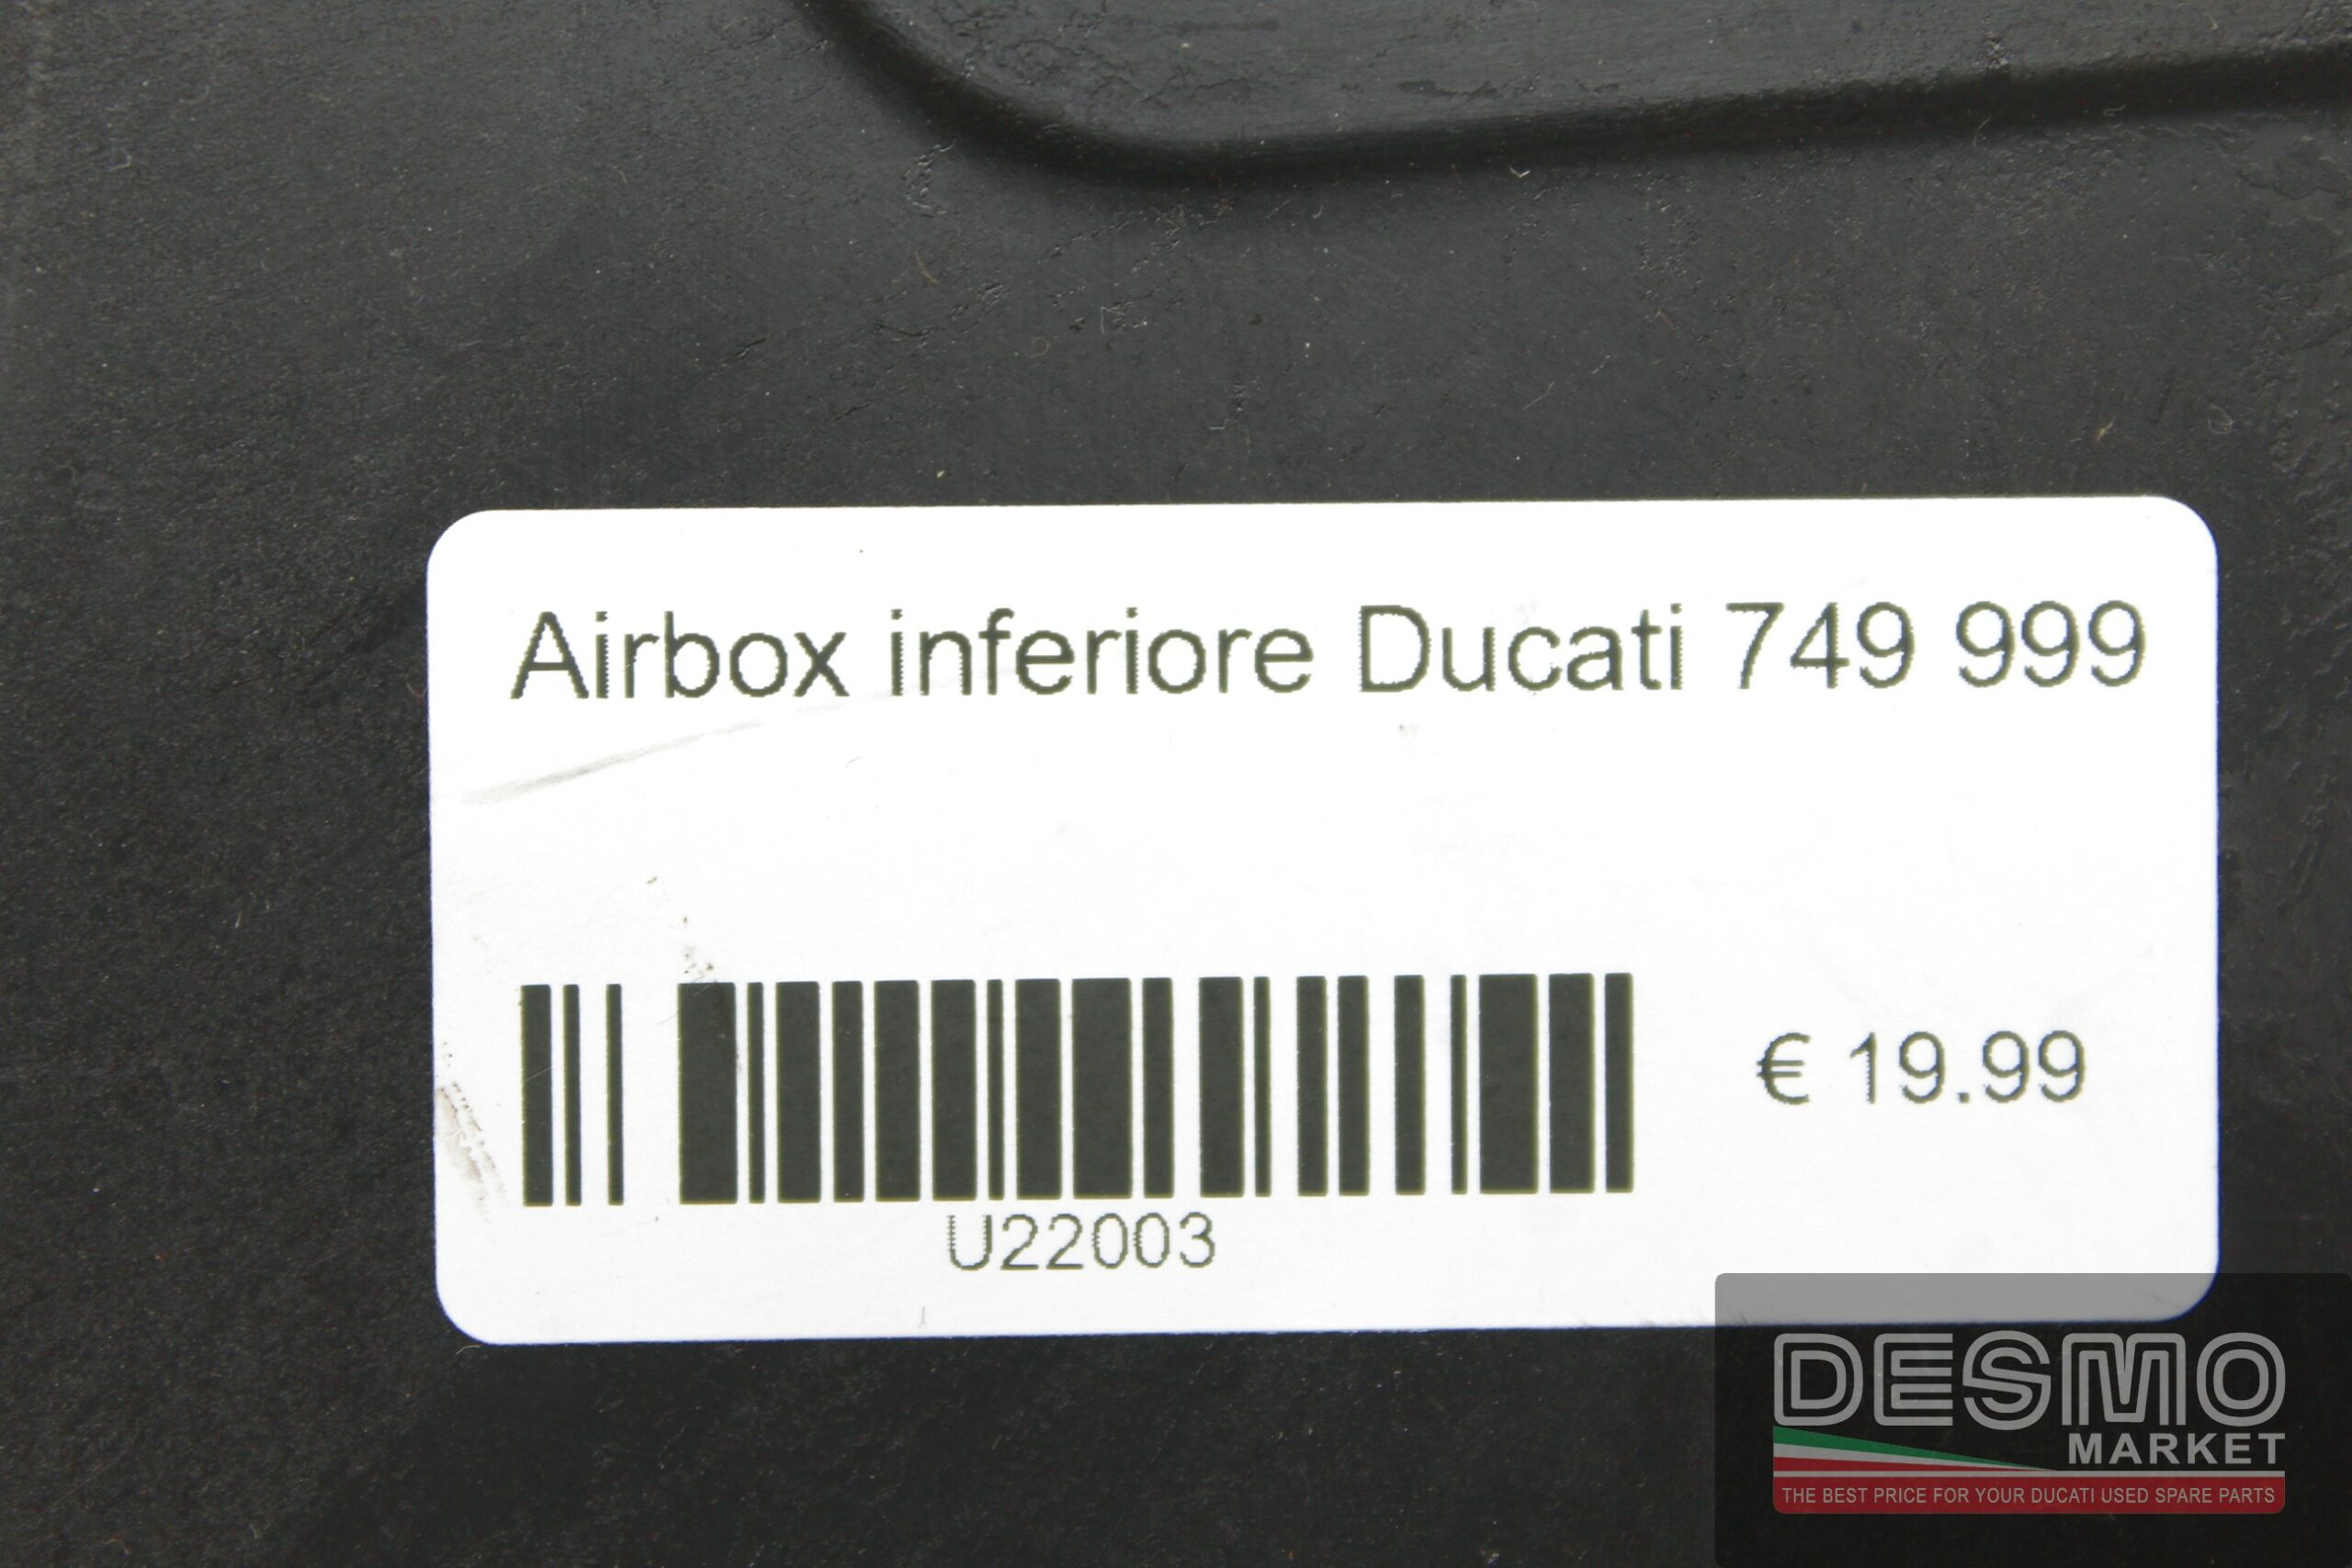 Airbox inferiore Ducati 749 999
€ 19.99
U22003
DESMO
MARKET
THE BEST PRICE FOR YOUR DUCATI USED SPARE PARTS